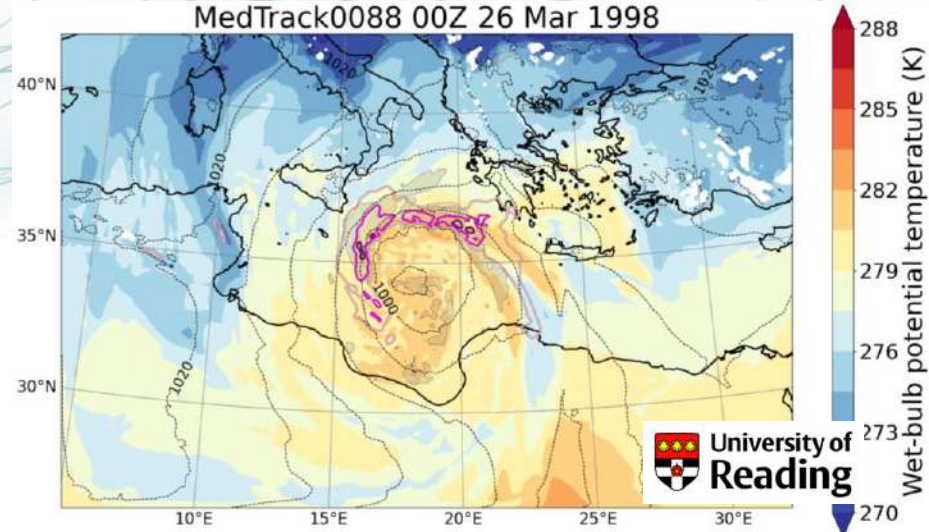 MedTrack0088 00Z 26 Mar 1998
40°N
35°N
30°N
10°E
15°E
20°E
25°E
30°E
1020
1020
1020
1020
1000
288
285
282
279
276
273
270
Wet-bulb potential temperature (K)
University of
Reading